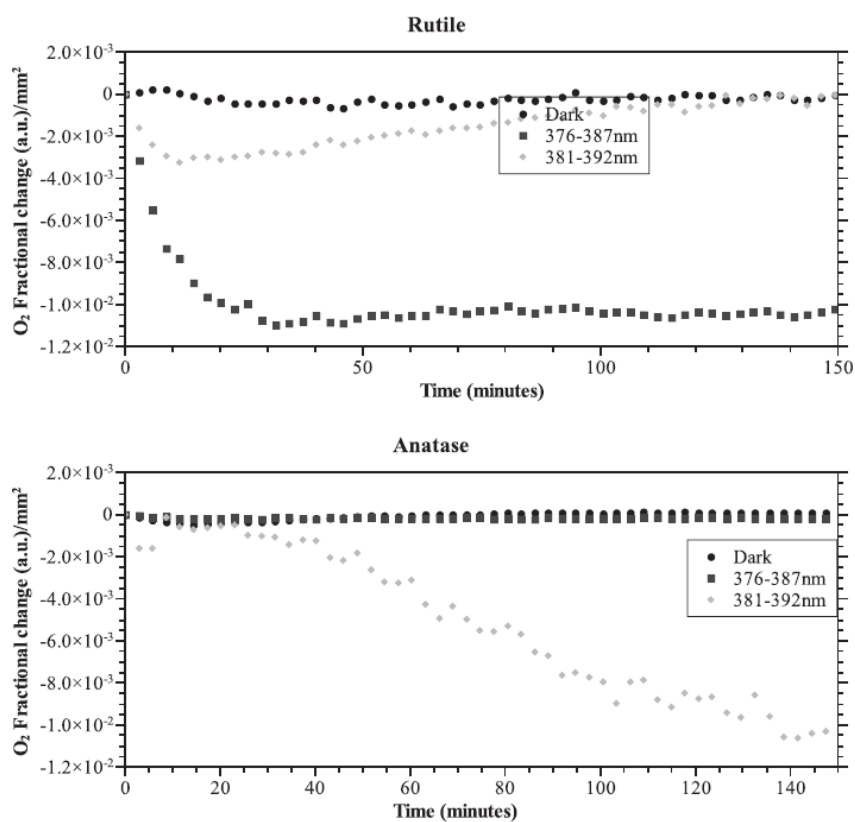 Rutile
O₂ Fractional change (a.u.)/mm²
2.0×10⁻³
0
-2.0×10⁻³
-4.0×10⁻³
-6.0×10⁻³
-8.0×10⁻³
-1.0×10⁻²
-1.2×10⁻²
Dark
376-387nm
381-392nm
0 50 100 150
Time (minutes)
Anatase
O₂ Fractional change (a.u.)/mm²
2.0×10⁻³
0
-2.0×10⁻³
-4.0×10⁻³
-6.0×10⁻³
-8.0×10⁻³
-1.0×10⁻²
-1.2×10⁻²
Dark
376-387nm
381-392nm
0 20 40 60 80 100 120 140
Time (minutes)